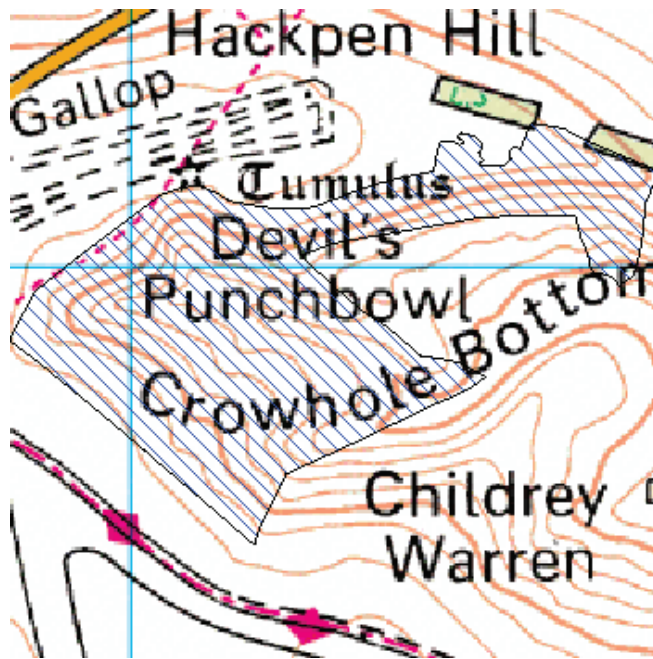 Hackpen Hill
Gallop
L.S
Tumulus
Devil's
Punchbowl
Crowhole Bottom
Childrey
Warren